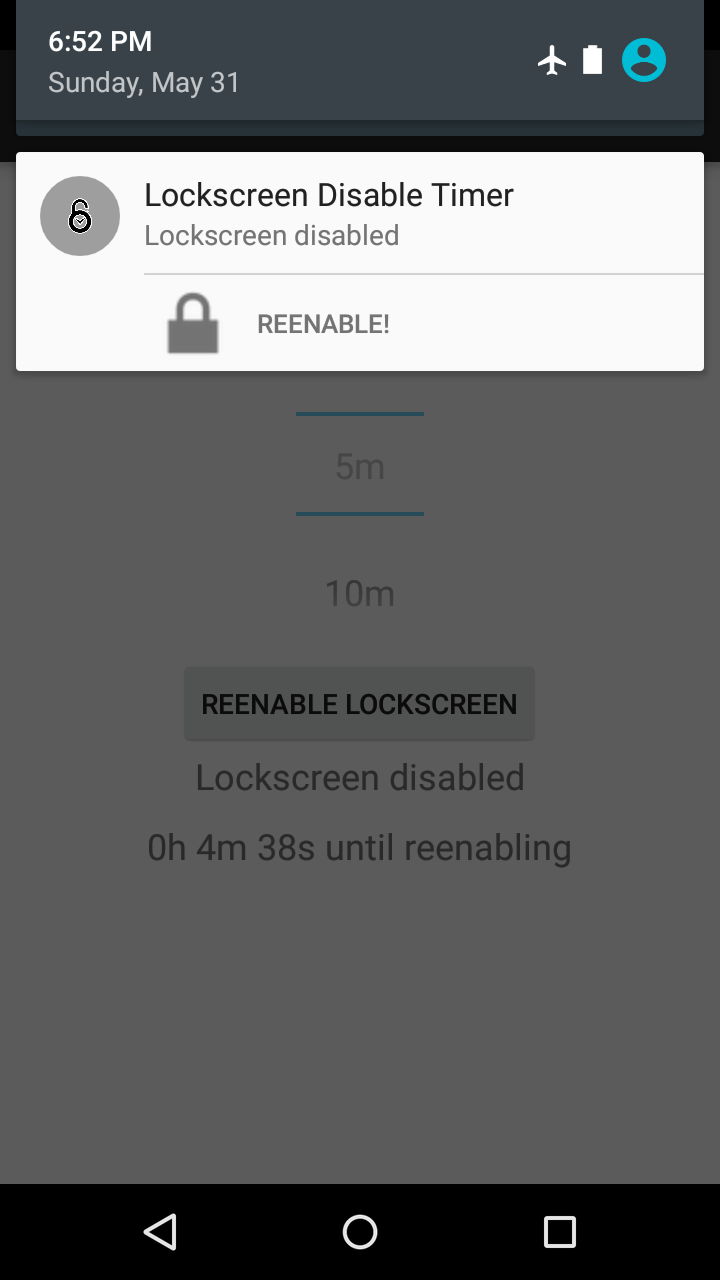 6:52 PM
Sunday, May 31
Lockscreen Disable Timer
Lockscreen disabled
REENABLE!
5m
10m
REENABLE LOCKSCREEN
Lockscreen disabled
0h 4m 38s until reenabling